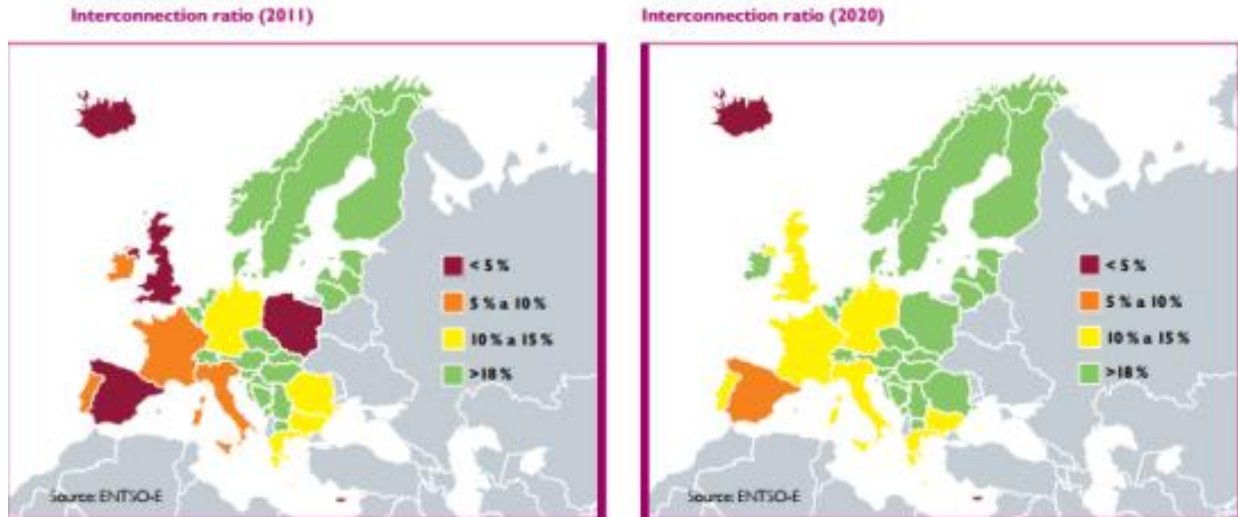 Interconnection ratio (2011)
< 5 %
5 % a 10 %
10 % a 15 %
>18 %
Source: ENTSO-E
Interconnection ratio (2020)
< 5 %
5 % a 10 %
10 % a 15 %
>18 %
Source: ENTSO-E